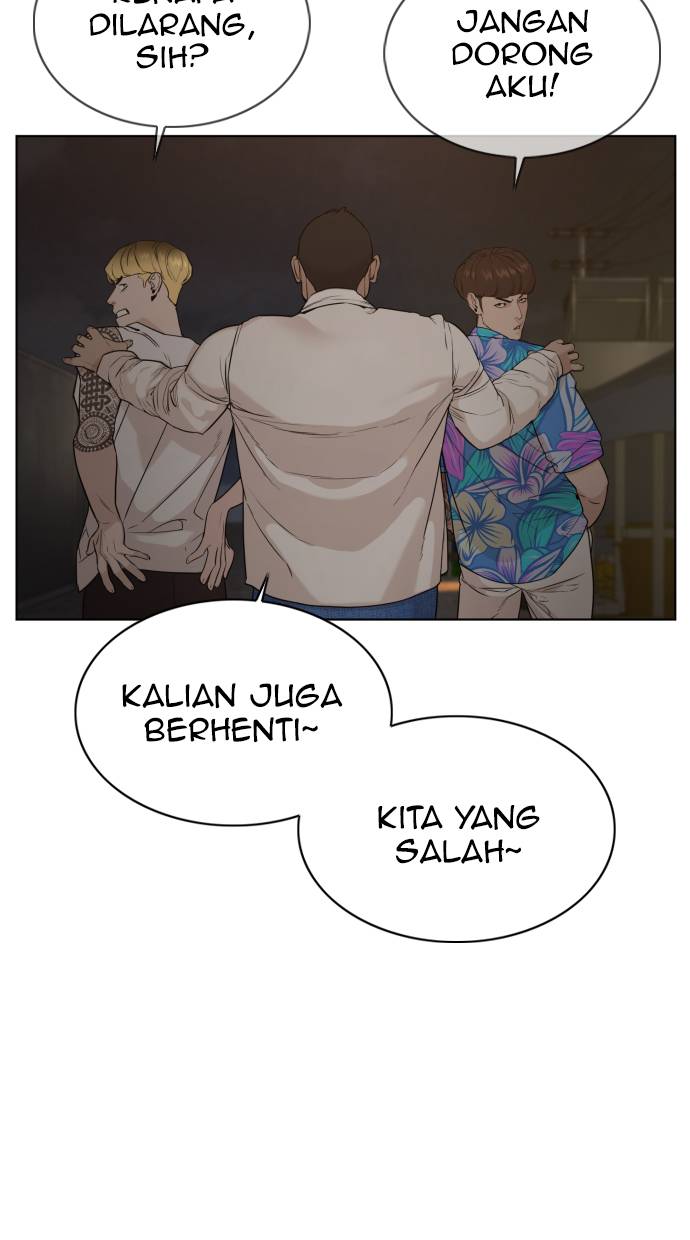 DILARANG,
SIH?
JANGAN
DORONG
AKU!
KALIAN JUGA
BERHENTI~
KITA YANG
SALAH~